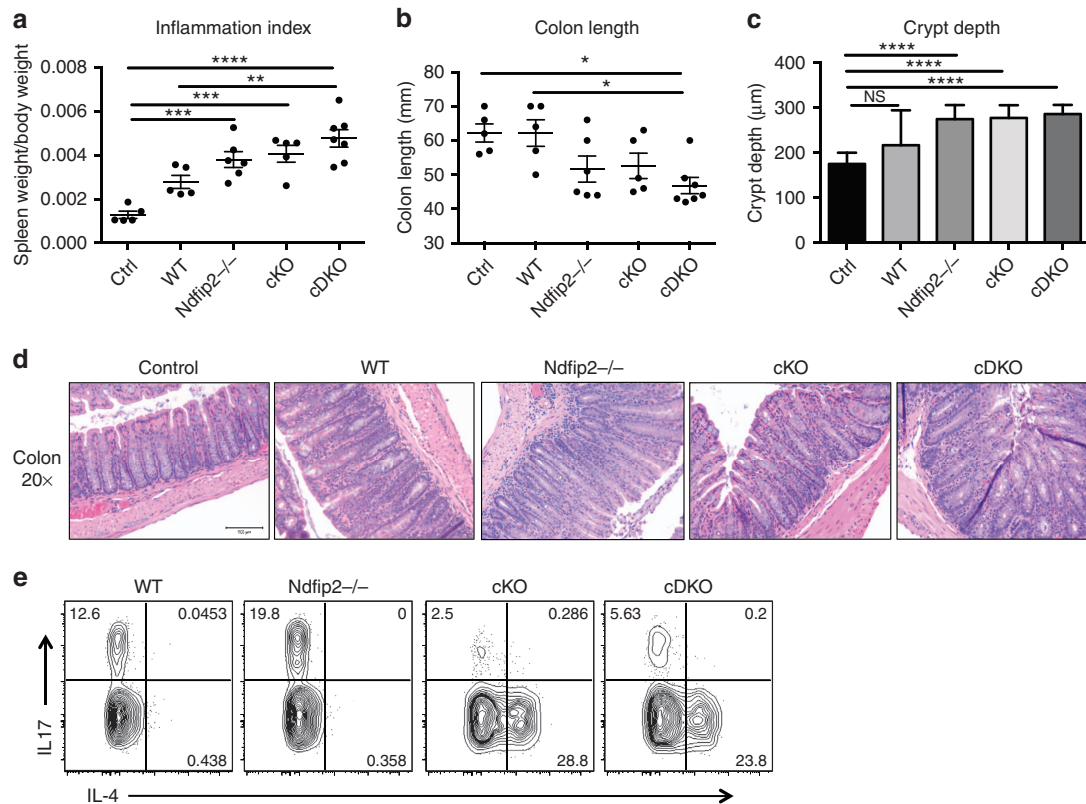 a
Inflammation index
Spleen weight/body weight
0.008
0.006
0.004
0.002
0.000
****
**
***
***
Ctrl
WT
Ndfip2–/–
cKO
cDKO
b
Colon length
Colon length (mm)
80
70
60
50
40
30
*
*
Ctrl
WT
Ndfip2–/–
cKO
cDKO
c
Crypt depth
Crypt depth (µm)
400
300
200
100
0
****
****
****
NS
Ctrl
WT
Ndfip2–/–
cKO
cDKO
d
Control
WT
Ndfip2–/–
cKO
cDKO
Colon
20×
e
WT
Ndfip2–/–
cKO
cDKO
12.6
0.0453
0.438
19.8
0
0.358
2.5
0.286
28.8
5.63
0.2
23.8
IL17
IL-4